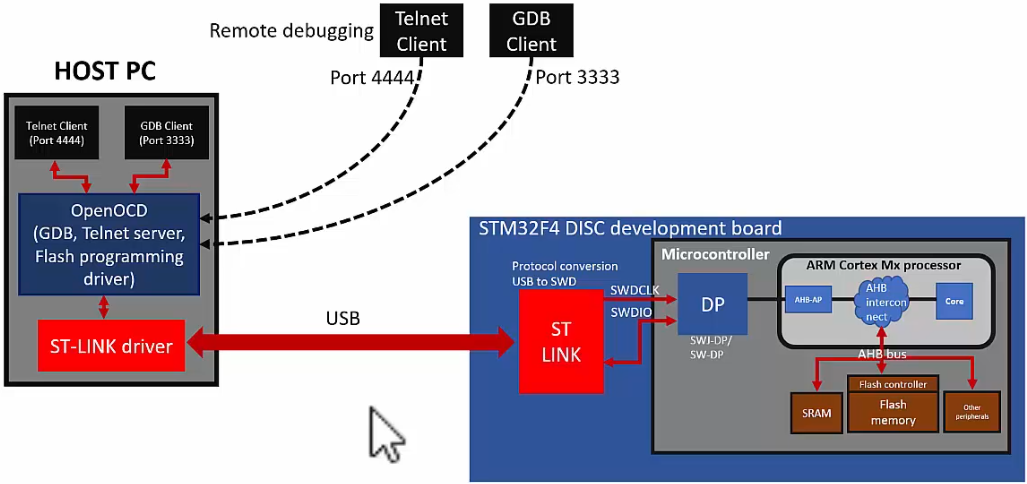 Remote debugging
Telnet
Client
GDB
Client
Port 4444
Port 3333
HOST PC
Telnet Client
(Port 4444)
GDB Client
(Port 3333)
OpenOCD
(GDB, Telnet server,
Flash programming
driver)
ST-LINK driver
USB
STM32F4 DISC development board
Protocol conversion
USB to SWD
ST
LINK
SWDCLK
SWDIO
Microcontroller
DP
SWJ-DP/
SW-DP
ARM Cortex Mx processor
AHB-AP
AHB
intercon
nect
Core
AHB bus
SRAM
Flash controller
Flash
memory
Other
peripherals